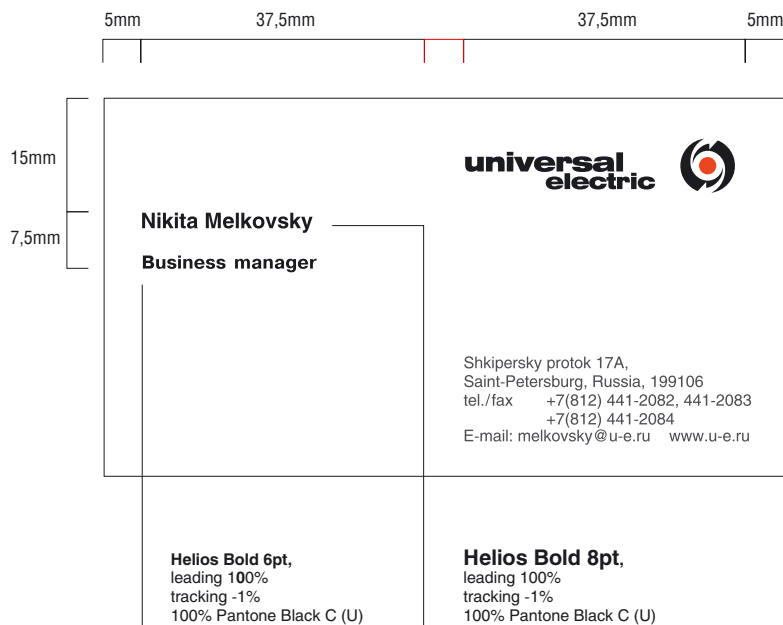 5mm 37,5mm 37,5mm 5mm
15mm
universal
electric
Nikita Melkovsky
7,5mm
Business manager
Shkipersky protok 17A,
Saint-Petersburg, Russia, 199106
tel./fax +7(812) 441-2082, 441-2083
+7(812) 441-2084
E-mail: melkovsky@u-e.ru www.u-e.ru
Helios Bold 6pt,
leading 100%
tracking -1%
100% Pantone Black C (U)
Helios Bold 8pt,
leading 100%
tracking -1%
100% Pantone Black C (U)